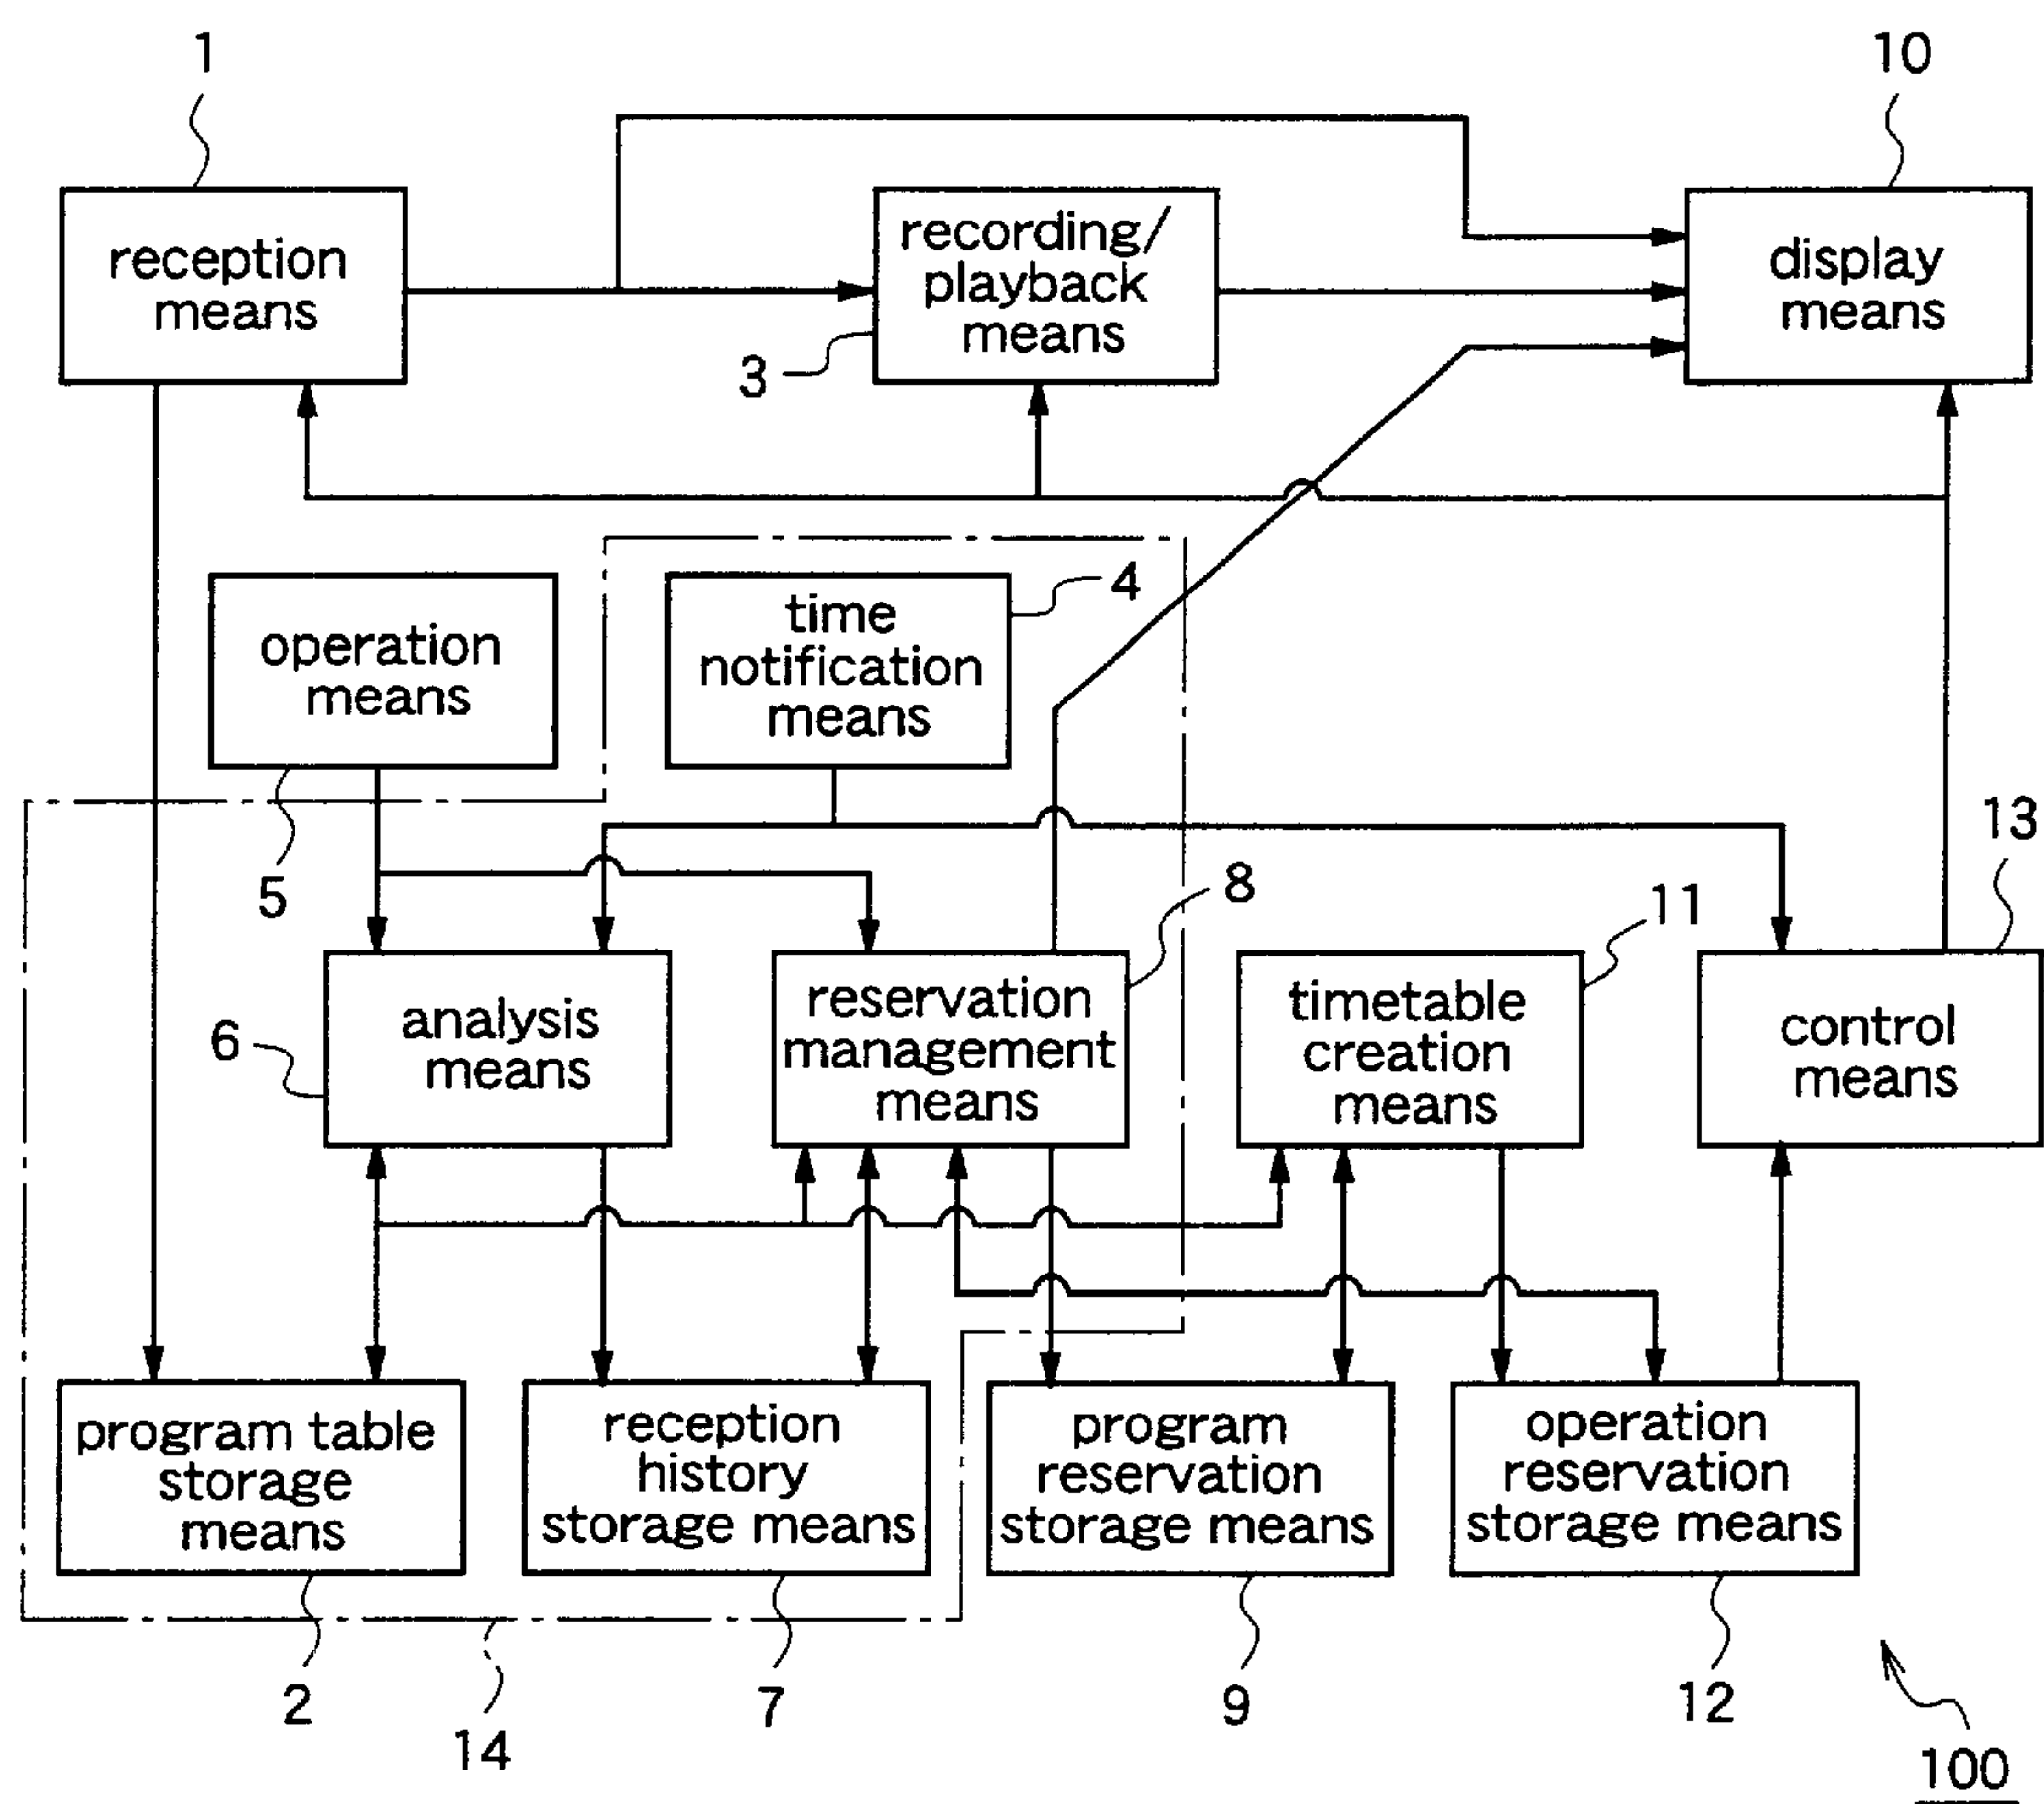 1
10
reception
means
recording/
playback
means
3
display
means
operation
means
5
time
notification
means
4
13
8
11
analysis
means
6
reservation
management
means
timetable
creation
means
control
means
program table
storage
means
reception
history
storage means
program
reservation
storage means
operation
reservation
storage means
2
14
7
9
12
100